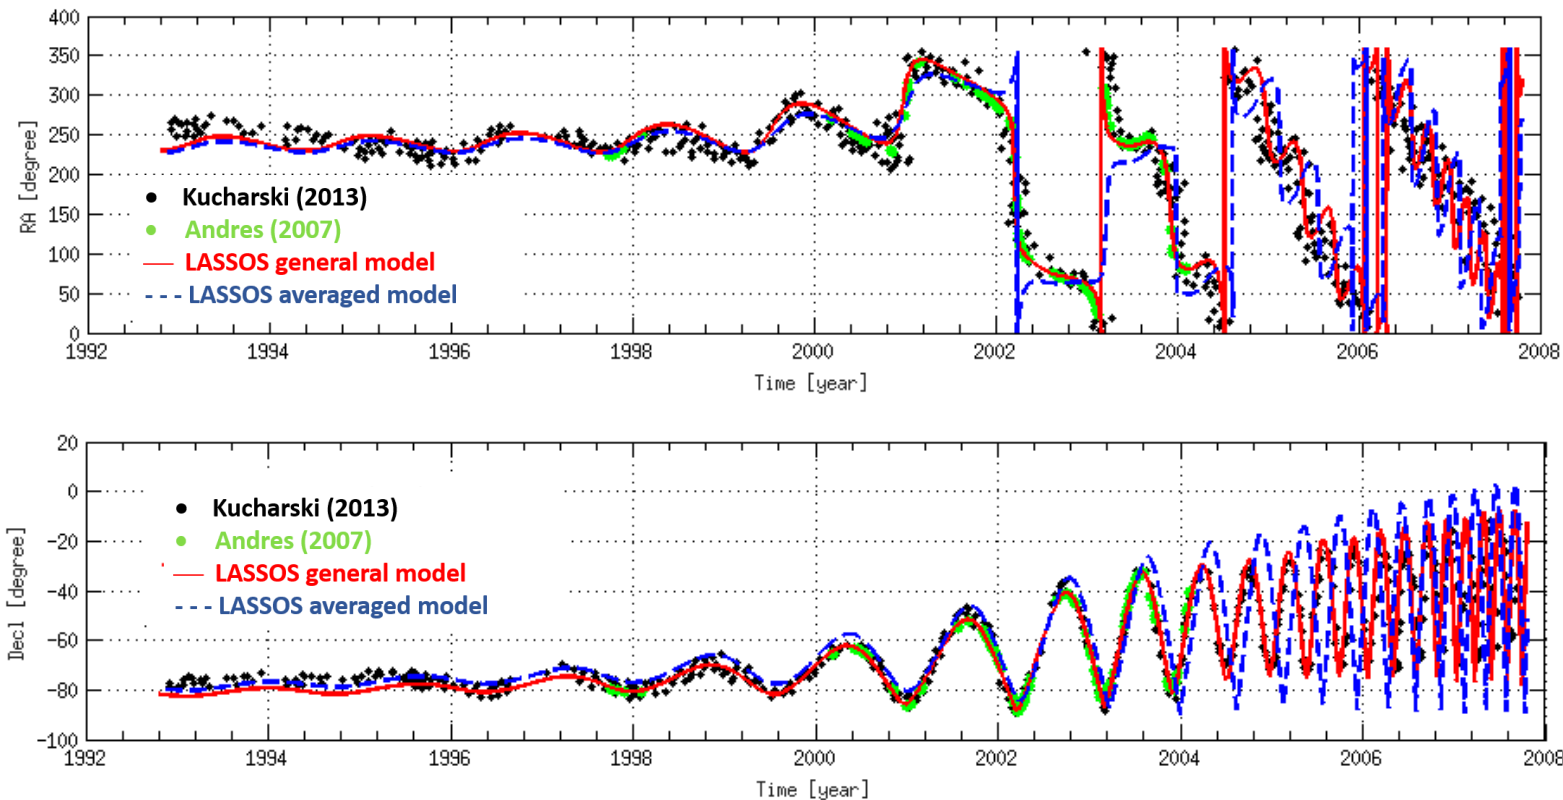 400
350
300
250
200
150
100
50
0
RA [degree]
Kucharski (2013)
Andres (2007)
LASSOS general model
LASSOS averaged model
1992 1994 1996 1998 2000 2002 2004 2006 2008
Time [year]
20
0
-20
-40
-60
-80
-100
Decl [degree]
Kucharski (2013)
Andres (2007)
LASSOS general model
LASSOS averaged model
1992 1994 1996 1998 2000 2002 2004 2006 2008
Time [year]